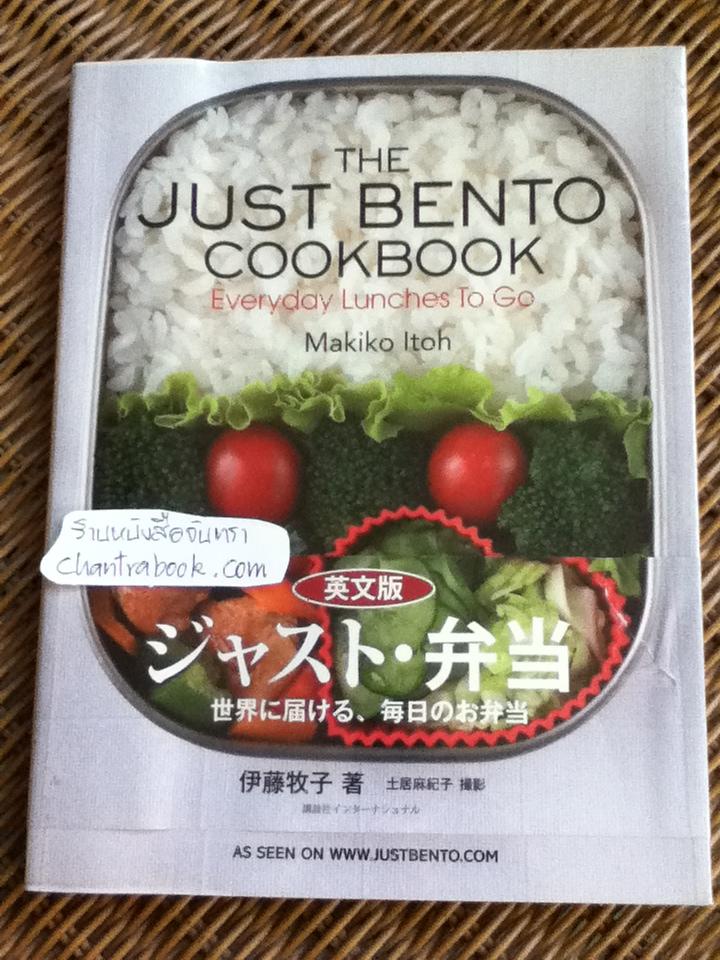 THE
JUST BENTO
COOKBOOK
Everyday Lunches To Go
Makiko Itoh
ร้านหนังสือจันทรา
chantrabook.com
英文版
ジャスト・弁当
世界に届ける、毎日のお弁当
伊藤牧子 著 土居麻紀子 撮影
講談社インターナショナル
AS SEEN ON WWW.JUSTBENTO.COM